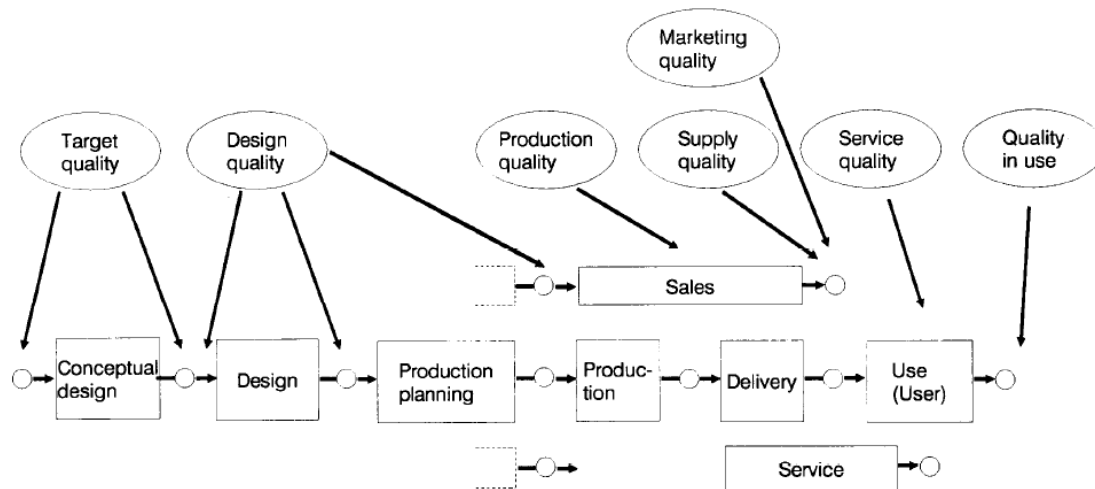 Marketing
quality
Target
quality
Design
quality
Production
quality
Supply
quality
Service
quality
Quality
in use
Sales
Conceptual
design
Design
Production
planning
Produc-
tion
Delivery
Use
(User)
Service